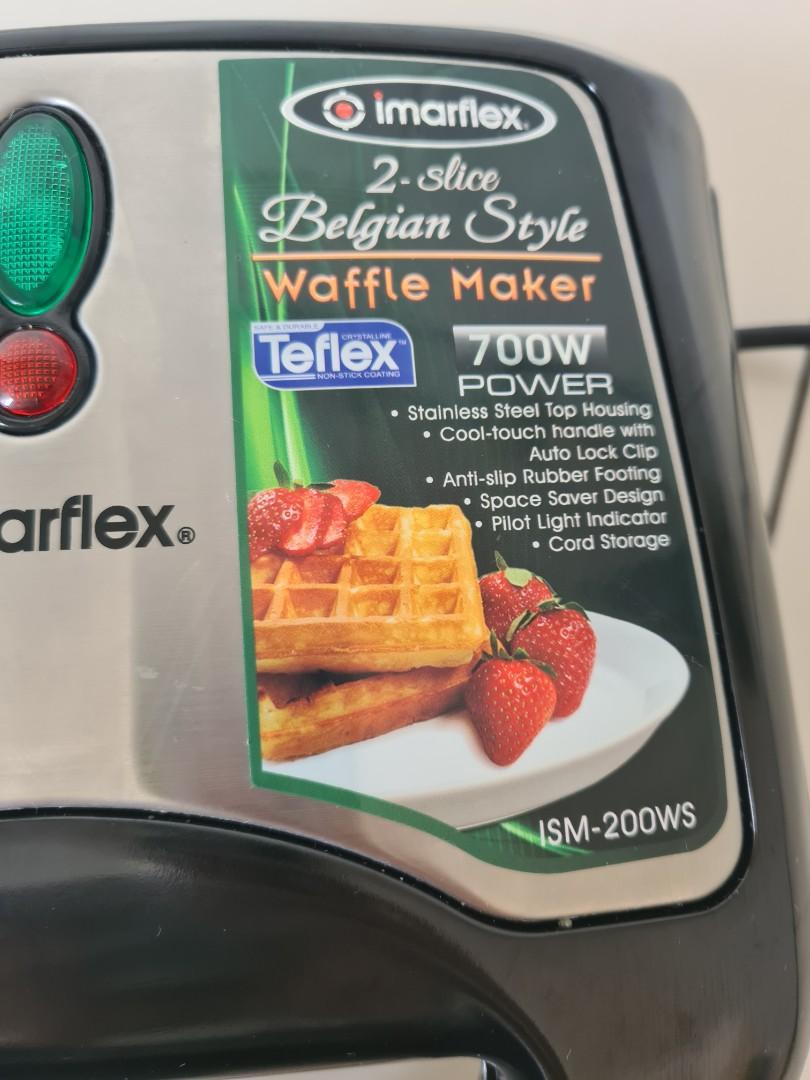 imarflex®
2-slice
Belgian Style
Waffle Maker
SAFE & DURABLE
CRYSTALLINE
Teflex™
NON-STICK COATING
700W
POWER
• Stainless Steel Top Housing
• Cool-touch handle with
Auto Lock Clip
• Anti-slip Rubber Footing
• Space Saver Design
• Pilot Light Indicator
• Cord Storage
arflex®
ISM-200WS